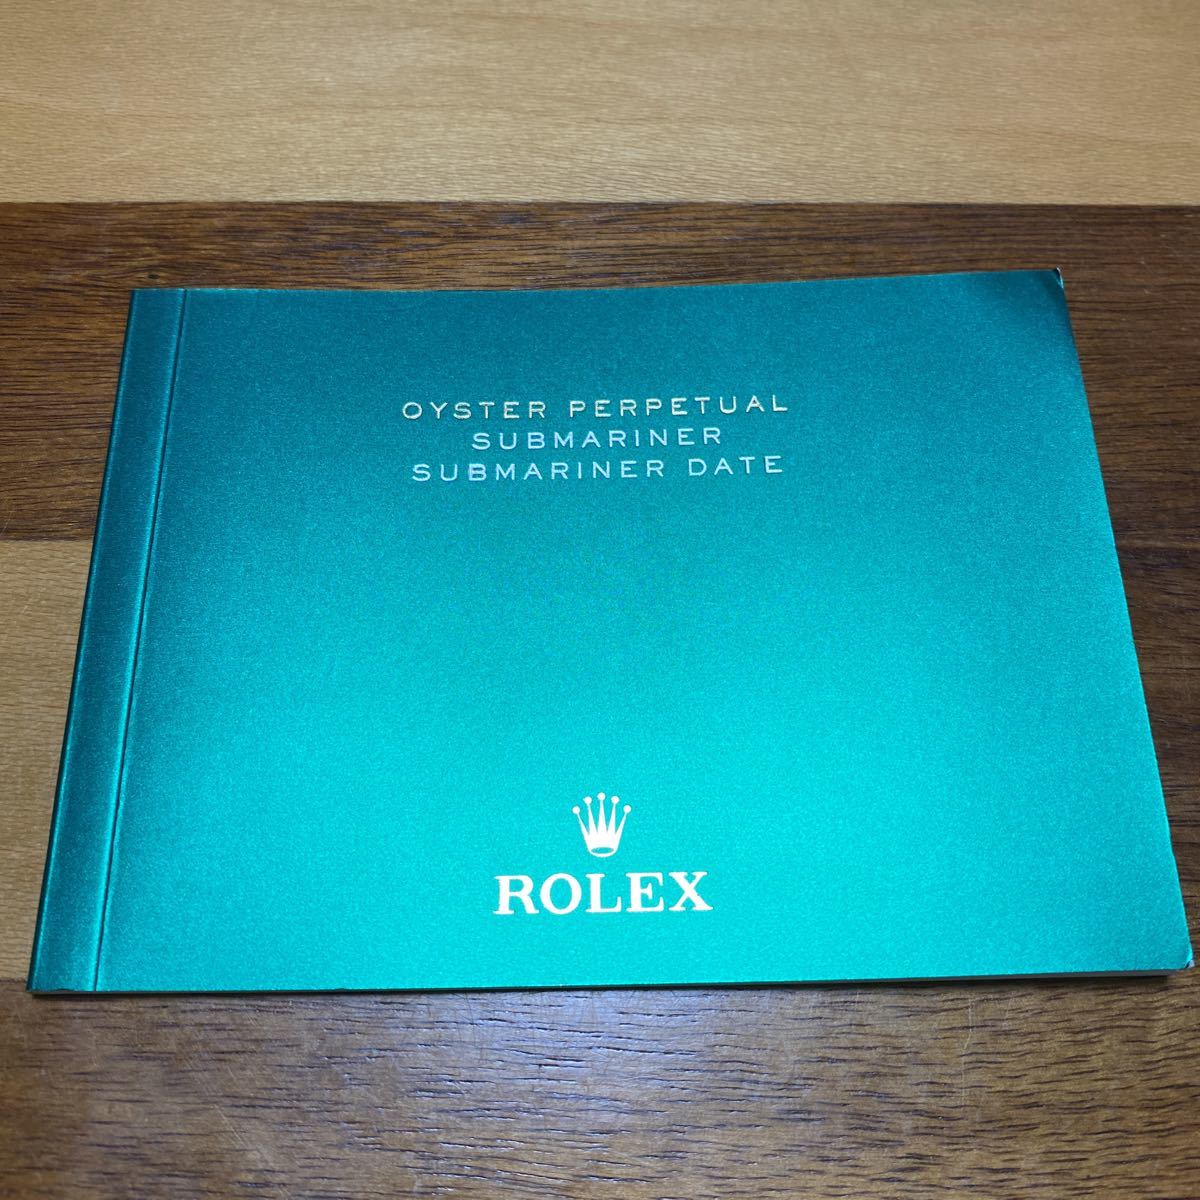 OYSTER PERPETUAL
SUBMARINER
SUBMARINER DATE
ROLEX